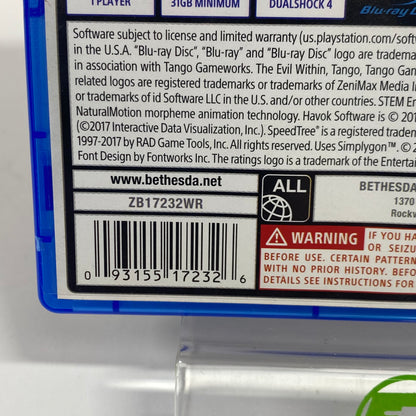 1 PLAYER 31GB MINIMUM DUALSHOCK 4
Blu-ray D
Software subject to license and limited warranty (us.playstation.com/softwa
in the U.S.A. "Blu-ray Disc", "Blu-ray" and "Blu-ray Disc" logo are tradema
in association with Tango Gameworks. The Evil Within, Tango, Tango Gam
related logos are registered trademarks or trademarks of ZeniMax Media I
or trademarks of id Software LLC in the U.S. and/or other countries. STEM E
NaturalMotion morpheme animation technology. Havok Software is © 201
(©2017 Interactive Data Visualization, Inc.). SpeedTree® is a registered trade
1997-2017 by RAD Game Tools, Inc. All rights reserved. Uses Simplygon™. © 2
Font Design by Fontworks Inc. The ratings logo is a trademark of the Enterta
www.bethesda.net
ZB17232WR
ALL
BETHESDA
1370
Rockv
0 93155 17232 6
WARNING
IF YOU HA
OR SEIZU
BEFORE USE. CERTAIN PATTERN
WITH NO PRIOR HISTORY. BEFOR
DETAILS SEE INSTRUCTIONS FOR